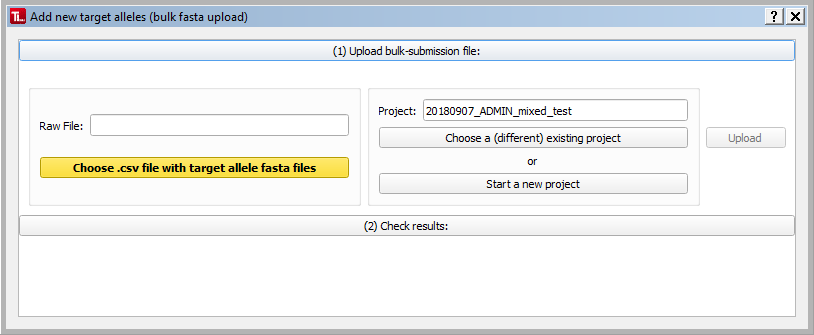 Add new target alleles (bulk fasta upload)
(1) Upload bulk-submission file:
Raw File:
Choose .csv file with target allele fasta files
Project: 20180907_ADMIN_mixed_test
Choose a (different) existing project
or
Start a new project
Upload
(2) Check results: